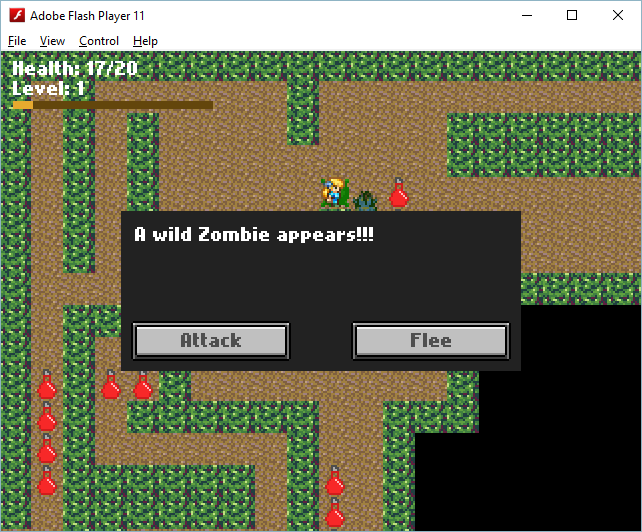 Adobe Flash Player 11
File View Control Help
Health: 17/20
Level: 1
A wild Zombie appears!!!
Attack Flee